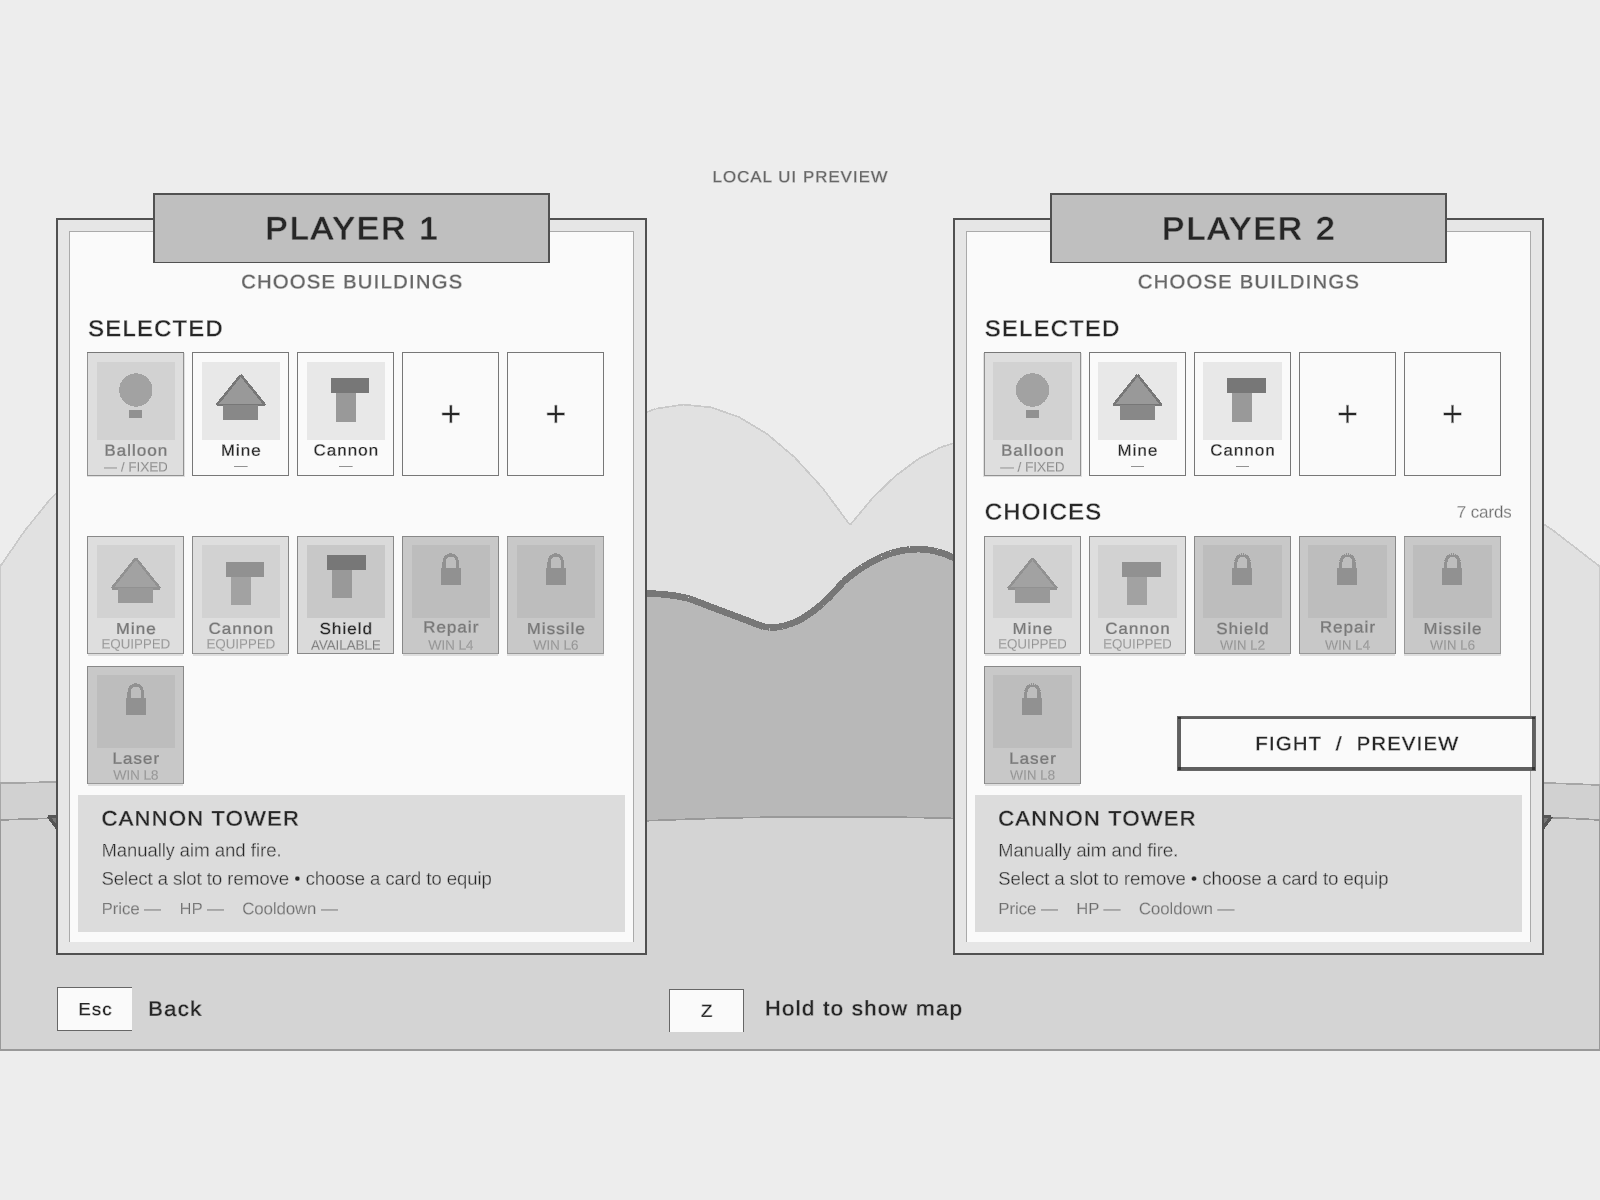 LOCAL UI PREVIEW
PLAYER 1
CHOOSE BUILDINGS
SELECTED
Balloon
— / FIXED
Mine
—
Cannon
—
+
+
Mine
EQUIPPED
Cannon
EQUIPPED
Shield
AVAILABLE
Repair
WIN L4
Missile
WIN L6
Laser
WIN L8
CANNON TOWER
Manually aim and fire.
Select a slot to remove • choose a card to equip
Price — HP — Cooldown —
PLAYER 2
CHOOSE BUILDINGS
SELECTED
Balloon
— / FIXED
Mine
—
Cannon
—
+
+
CHOICES
7 cards
Mine
EQUIPPED
Cannon
EQUIPPED
Shield
WIN L2
Repair
WIN L4
Missile
WIN L6
Laser
WIN L8
FIGHT / PREVIEW
CANNON TOWER
Manually aim and fire.
Select a slot to remove • choose a card to equip
Price — HP — Cooldown —
Esc Back
Z Hold to show map